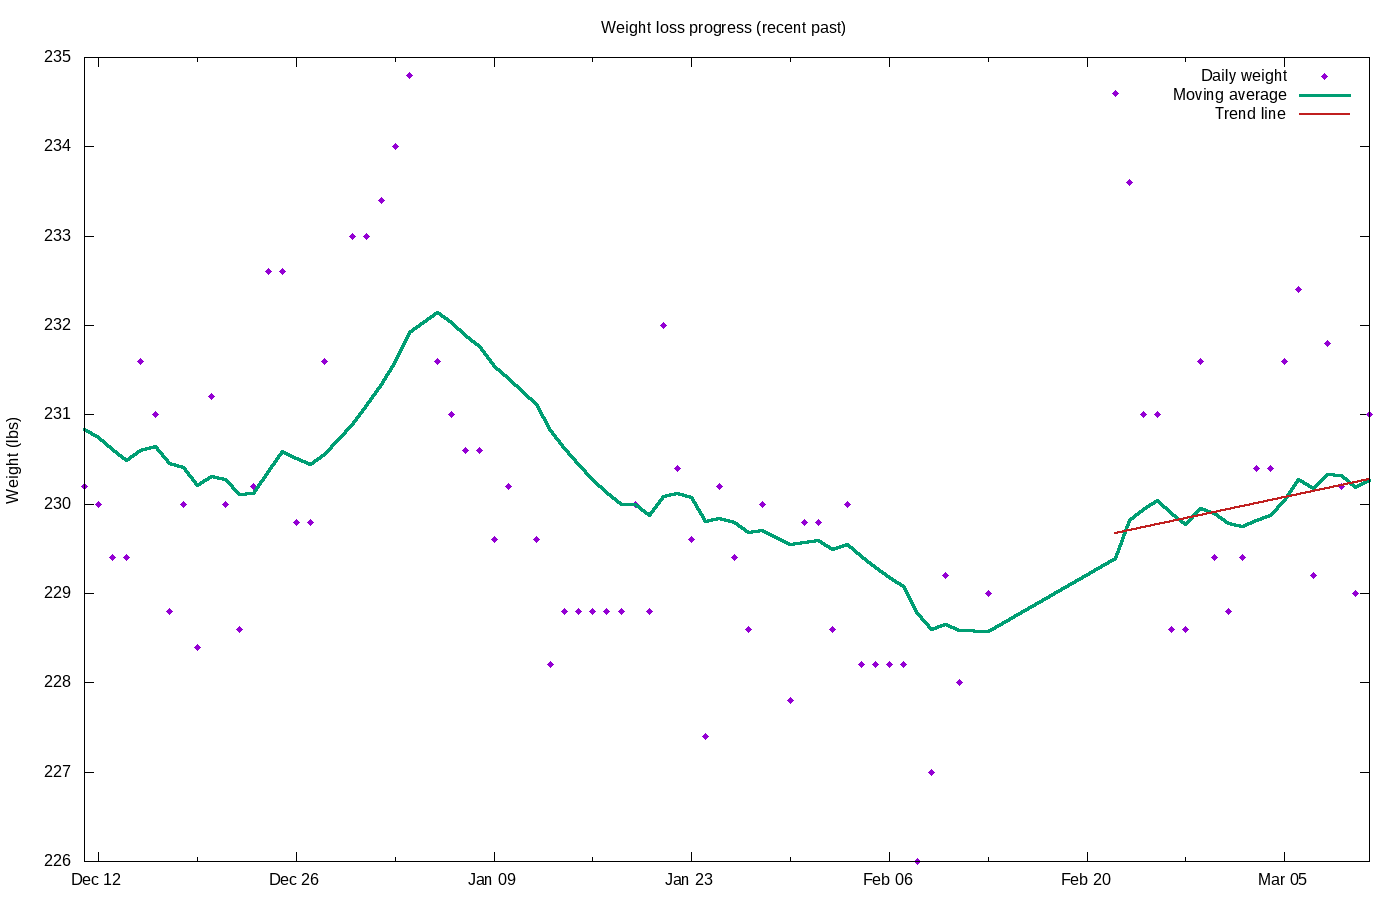 Weight loss progress (recent past)
235
234
233
232
231
230
229
228
227
226
Weight (lbs)
Daily weight
Moving average
Trend line
Dec 12 Dec 26 Jan 09 Jan 23 Feb 06 Feb 20 Mar 05